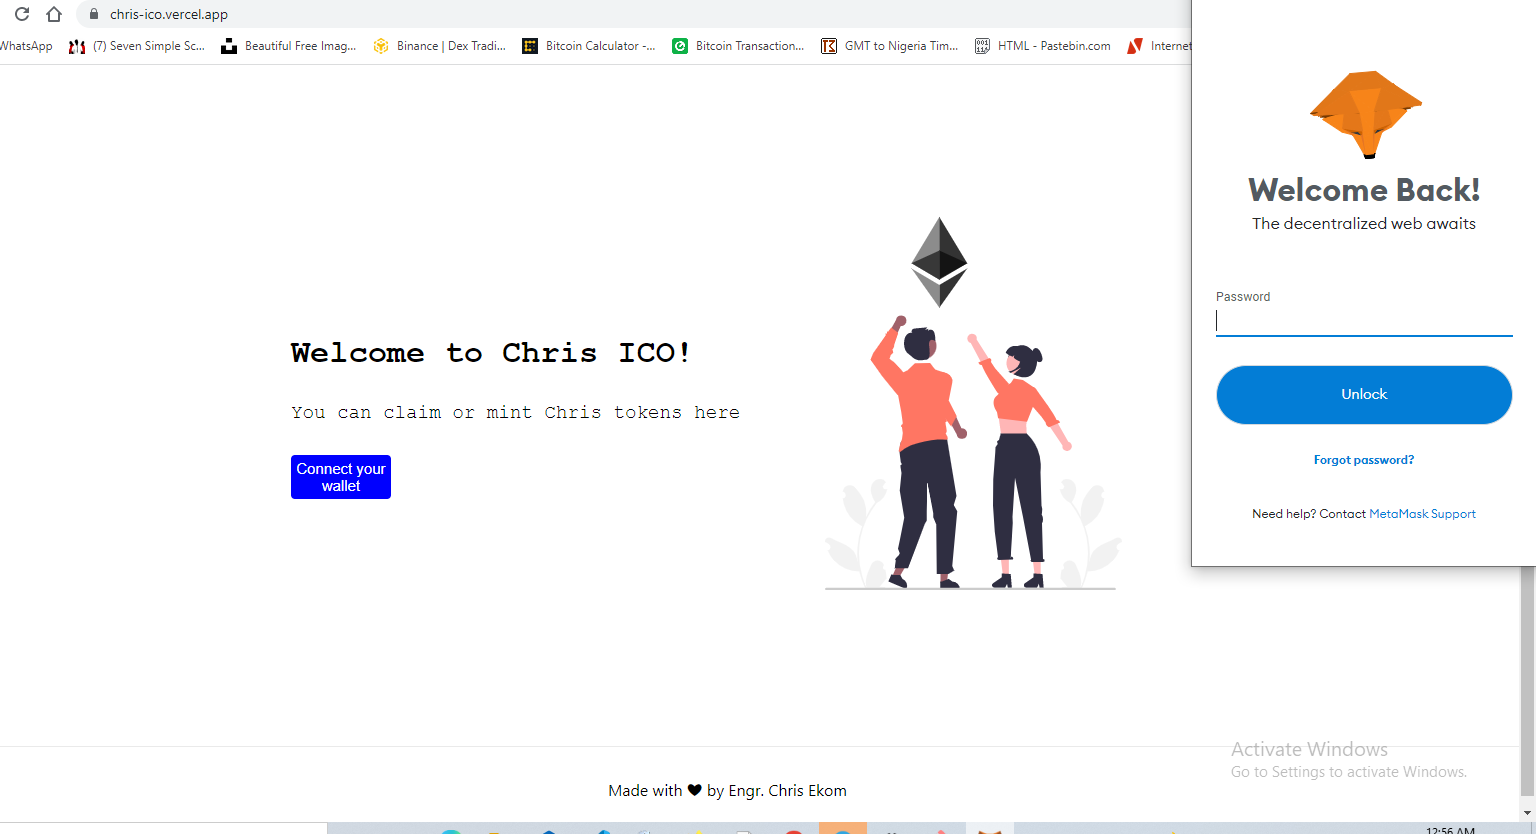 chris-ico.vercel.app
WhatsApp
(7) Seven Simple Sc...
Beautiful Free Imag...
Binance | Dex Tradi...
Bitcoin Calculator -...
Bitcoin Transaction...
GMT to Nigeria Tim...
HTML - Pastebin.com
Internet
Welcome to Chris ICO!
You can claim or mint Chris tokens here
Connect your
wallet
Welcome Back!
The decentralized web awaits
Password
Unlock
Forgot password?
Need help? Contact MetaMask Support
Activate Windows
Go to Settings to activate Windows.
Made with ❤ by Engr. Chris Ekom
12:56 AM